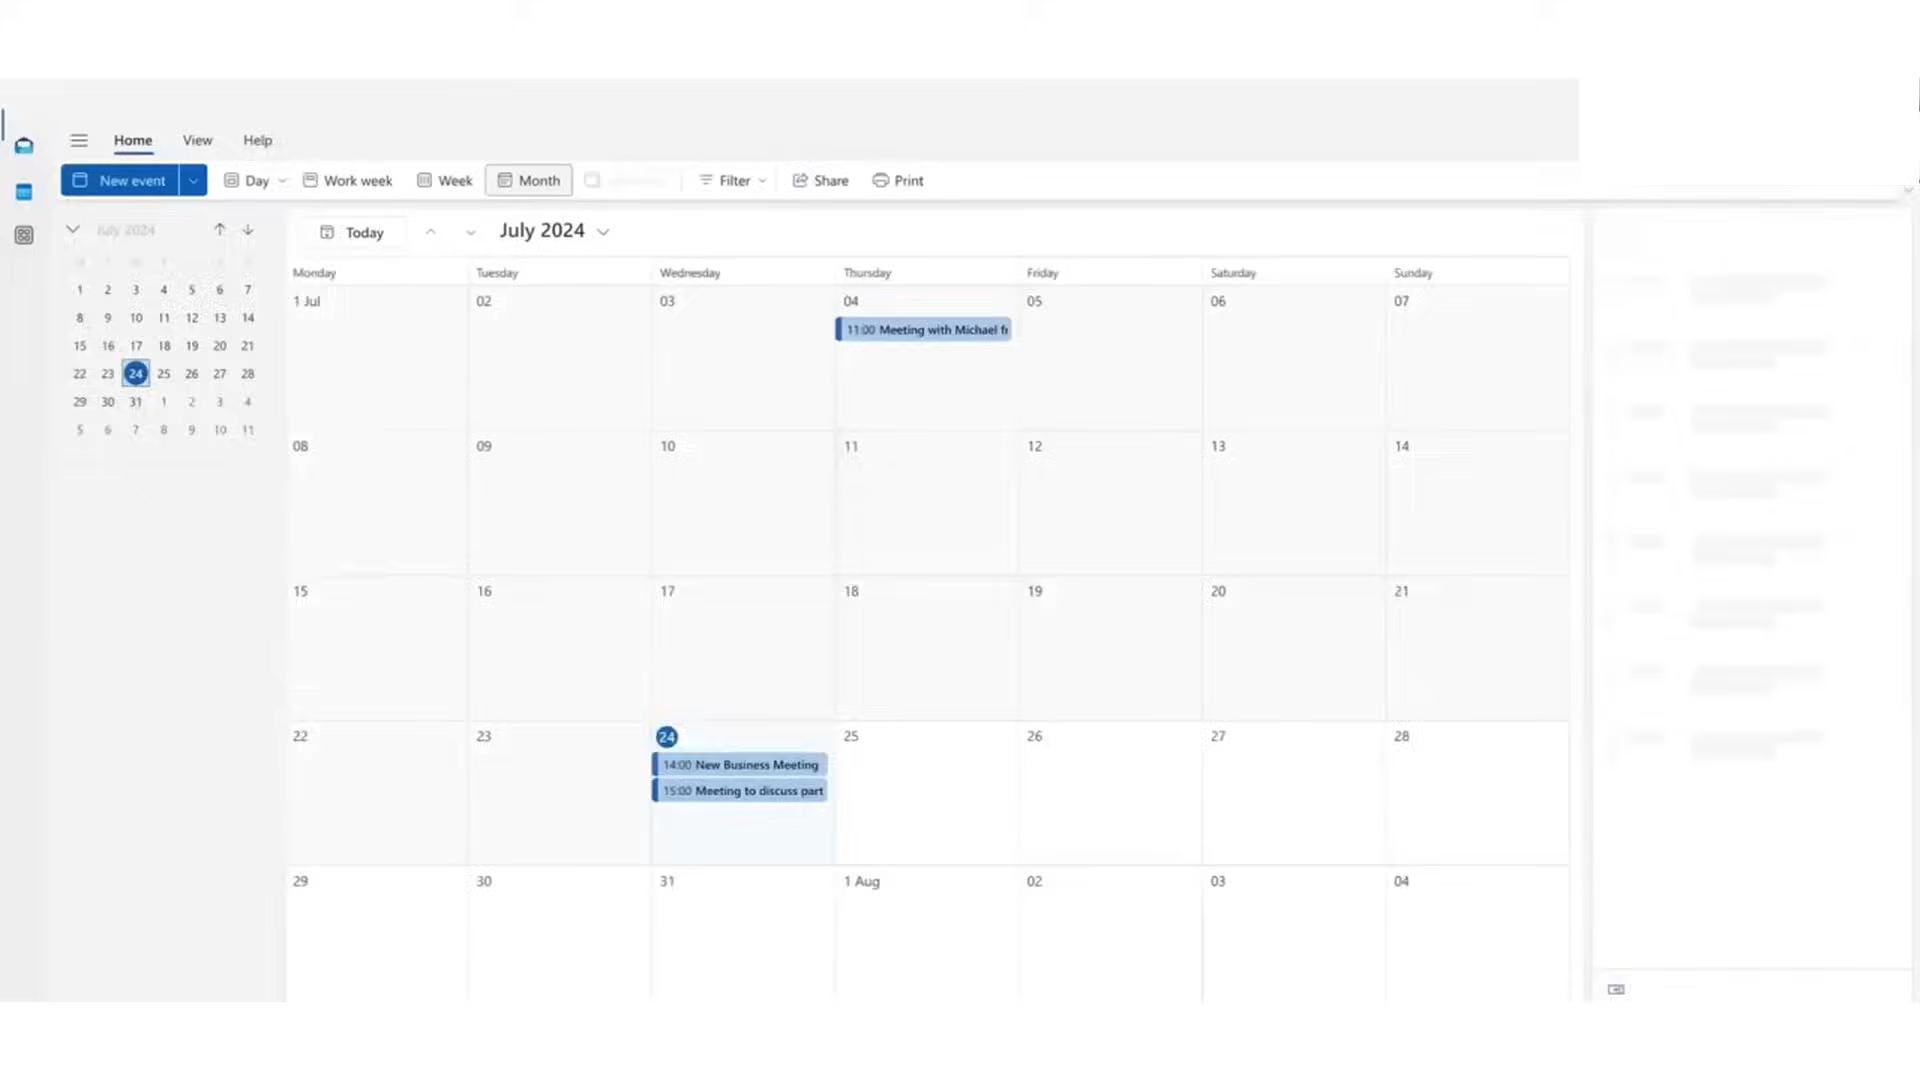 Home View Help
New event Day Work week Week Month Filter Share Print
July 2024
1 2 3 4 5 6 7
8 9 10 11 12 13 14
15 16 17 18 19 20 21
22 23 24 25 26 27 28
29 30 31 1 2 3 4
5 6 7 8 9 10 11
Today July 2024
Monday Tuesday Wednesday Thursday Friday Saturday Sunday
1 Jul 02 03 04 05 06 07
11:00 Meeting with Michael fr
08 09 10 11 12 13 14
15 16 17 18 19 20 21
22 23 24 25 26 27 28
14:00 New Business Meeting
15:00 Meeting to discuss part
29 30 31 1 Aug 02 03 04